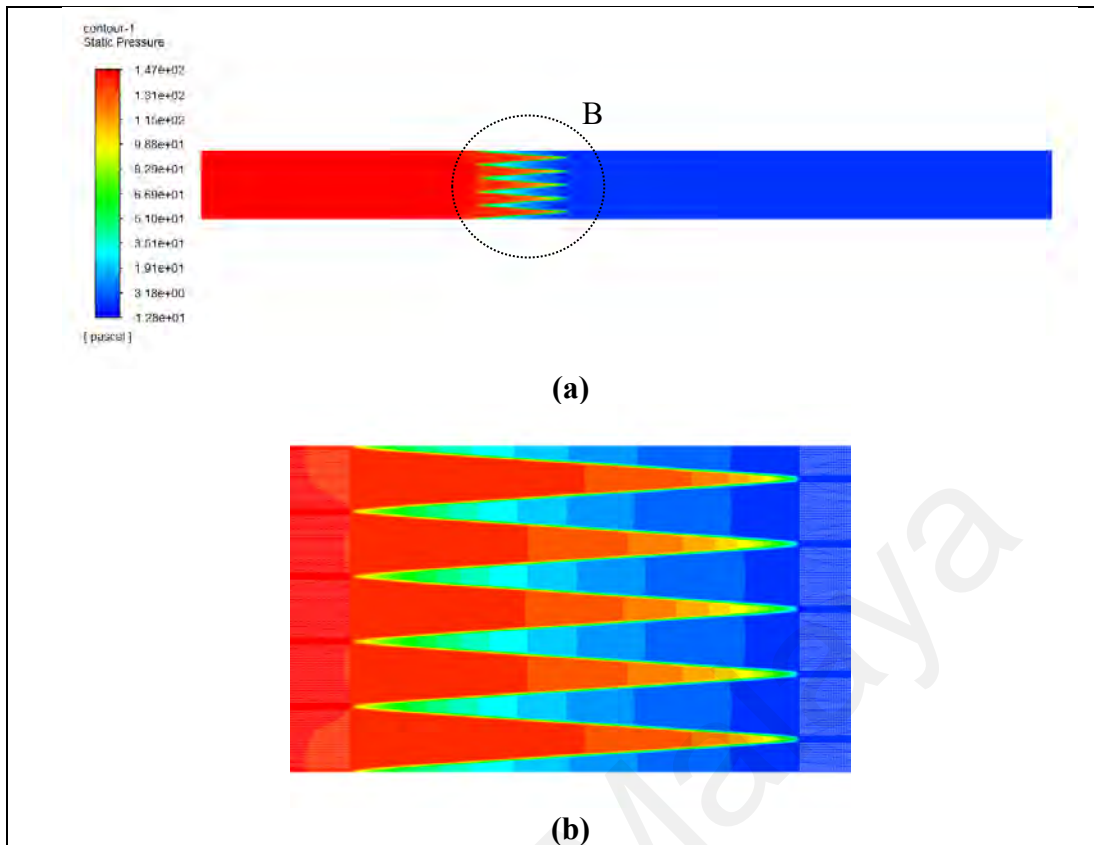 contour-1
Static Pressure
1.47e+02
1.31e+02
1.15e+02
9.88e+01
8.29e+01
6.69e+01
5.10e+01
3.51e+01
1.91e+01
3.18e+00
-1.28e+01
[ pascal ]
B
(a)
(b)
Malaya